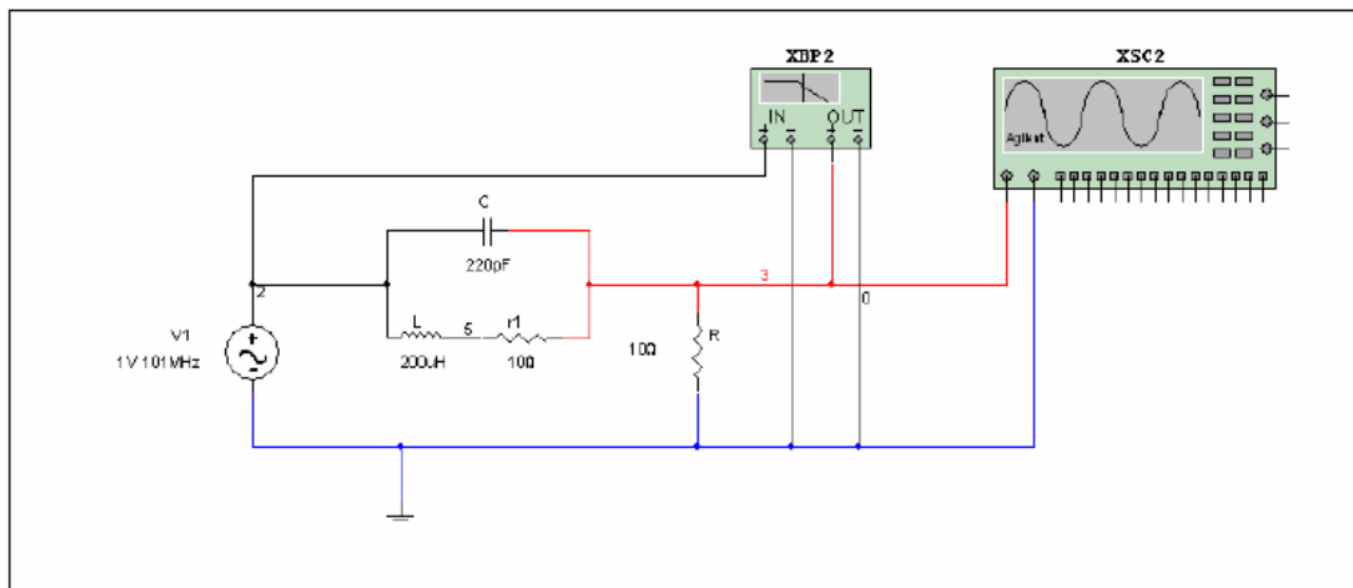 XBP2
XSC2
IN
OUT
+
-
+
-
Agilent
C
220pF
3
2
0
L
5
r1
R
V1
1V 101MHz
200uH
10Ω
10Ω